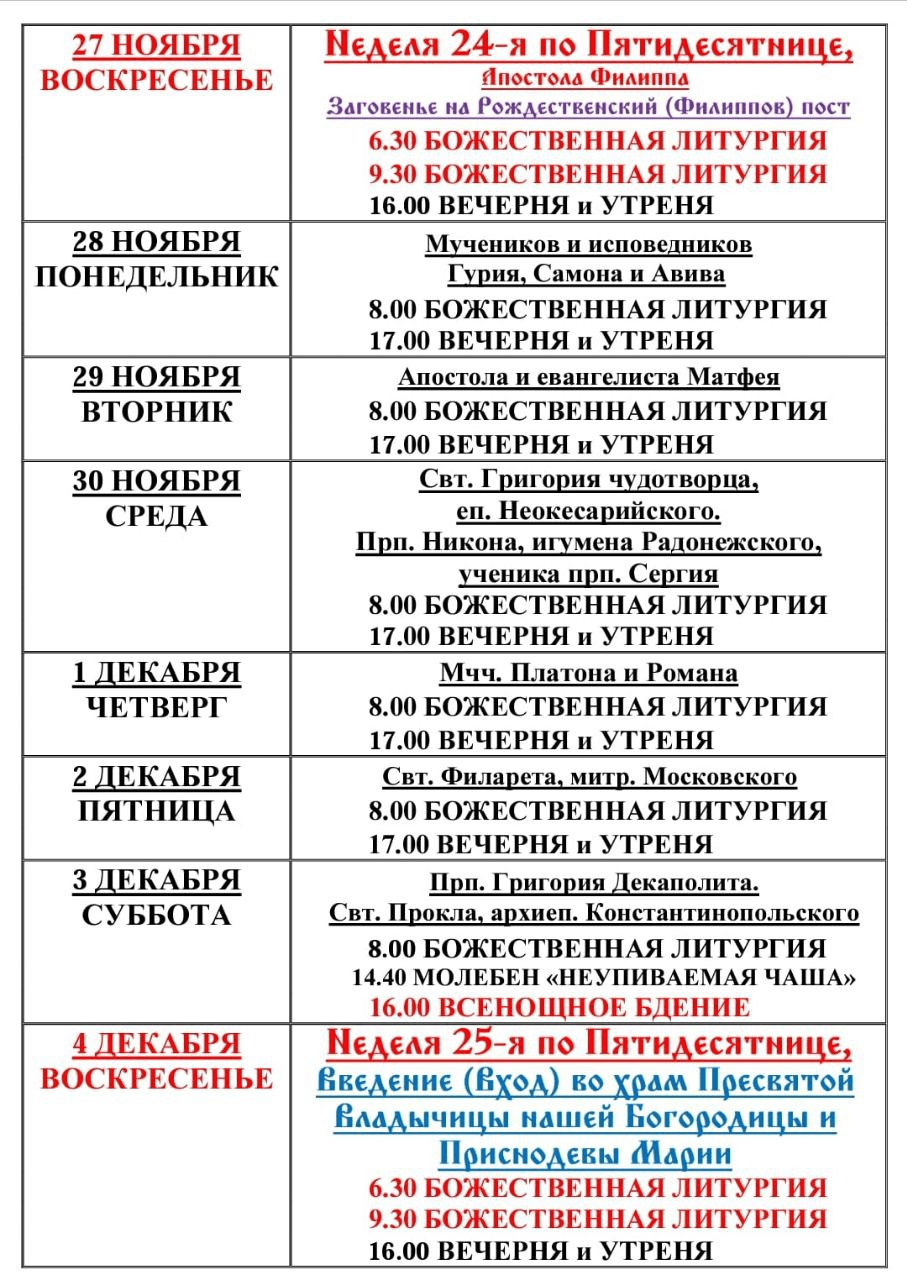 27 НОЯБРЯ
ВОСКРЕСЕНЬЕ
Неделя 24-я по Пятидесятнице,
Апостола Филиппа
Заговенье на Рождественский (Филиппов) пост
6.30 БОЖЕСТВЕННАЯ ЛИТУРГИЯ
9.30 БОЖЕСТВЕННАЯ ЛИТУРГИЯ
16.00 ВЕЧЕРНЯ и УТРЕНЯ
28 НОЯБРЯ
ПОНЕДЕЛЬНИК
Мучеников и исповедников
Гурия, Самона и Авива
8.00 БОЖЕСТВЕННАЯ ЛИТУРГИЯ
17.00 ВЕЧЕРНЯ и УТРЕНЯ
29 НОЯБРЯ
ВТОРНИК
Апостола и евангелиста Матфея
8.00 БОЖЕСТВЕННАЯ ЛИТУРГИЯ
17.00 ВЕЧЕРНЯ и УТРЕНЯ
30 НОЯБРЯ
СРЕДА
Свт. Григория чудотворца,
еп. Неокесарийского.
Прп. Никона, игумена Радонежского,
ученика прп. Сергия
8.00 БОЖЕСТВЕННАЯ ЛИТУРГИЯ
17.00 ВЕЧЕРНЯ и УТРЕНЯ
1 ДЕКАБРЯ
ЧЕТВЕРГ
Мчч. Платона и Романа
8.00 БОЖЕСТВЕННАЯ ЛИТУРГИЯ
17.00 ВЕЧЕРНЯ и УТРЕНЯ
2 ДЕКАБРЯ
ПЯТНИЦА
Свт. Филарета, митр. Московского
8.00 БОЖЕСТВЕННАЯ ЛИТУРГИЯ
17.00 ВЕЧЕРНЯ и УТРЕНЯ
3 ДЕКАБРЯ
СУББОТА
Прп. Григория Декаполита.
Свт. Прокла, архиеп. Константинопольского
8.00 БОЖЕСТВЕННАЯ ЛИТУРГИЯ
14.40 МОЛЕБЕН «НЕУПИВАЕМАЯ ЧАША»
16.00 ВСЕНОЩНОЕ БДЕНИЕ
4 ДЕКАБРЯ
ВОСКРЕСЕНЬЕ
Неделя 25-я по Пятидесятнице,
Введение (Вход) во храм Пресвятой
Владычицы нашей Богородицы и
Приснодевы Марии
6.30 БОЖЕСТВЕННАЯ ЛИТУРГИЯ
9.30 БОЖЕСТВЕННАЯ ЛИТУРГИЯ
16.00 ВЕЧЕРНЯ и УТРЕНЯ